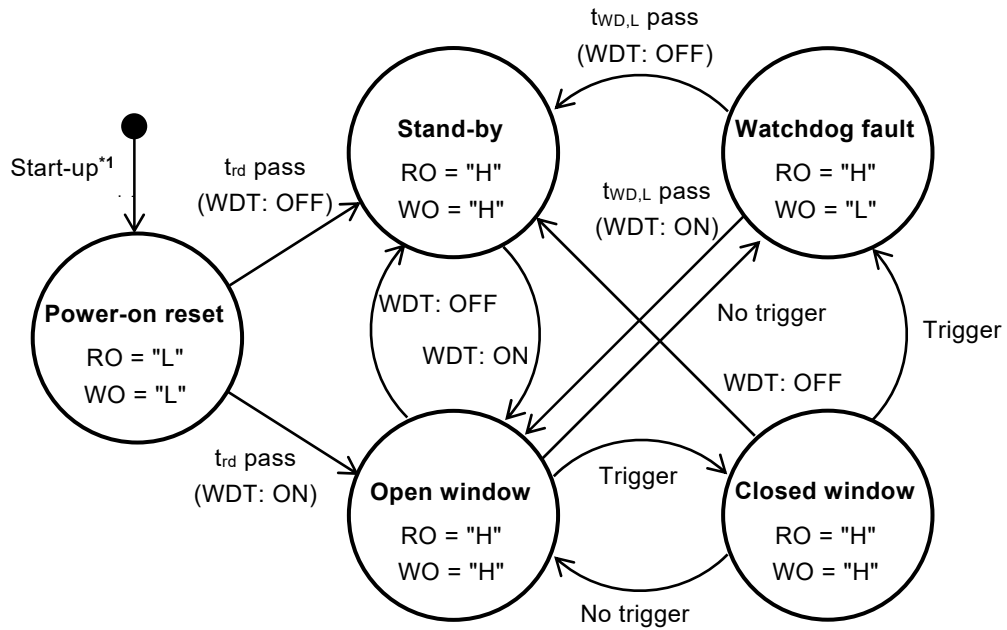 tWD,L pass
(WDT: OFF)
Stand-by
RO = "H"
WO = "H"
Watchdog fault
RO = "H"
WO = "L"
Start-up*1
trd pass
(WDT: OFF)
tWD,L pass
(WDT: ON)
Power-on reset
RO = "L"
WO = "L"
WDT: OFF
WDT: ON
No trigger
Trigger
WDT: OFF
trd pass
(WDT: ON)
Open window
RO = "H"
WO = "H"
Trigger
Closed window
RO = "H"
WO = "H"
No trigger